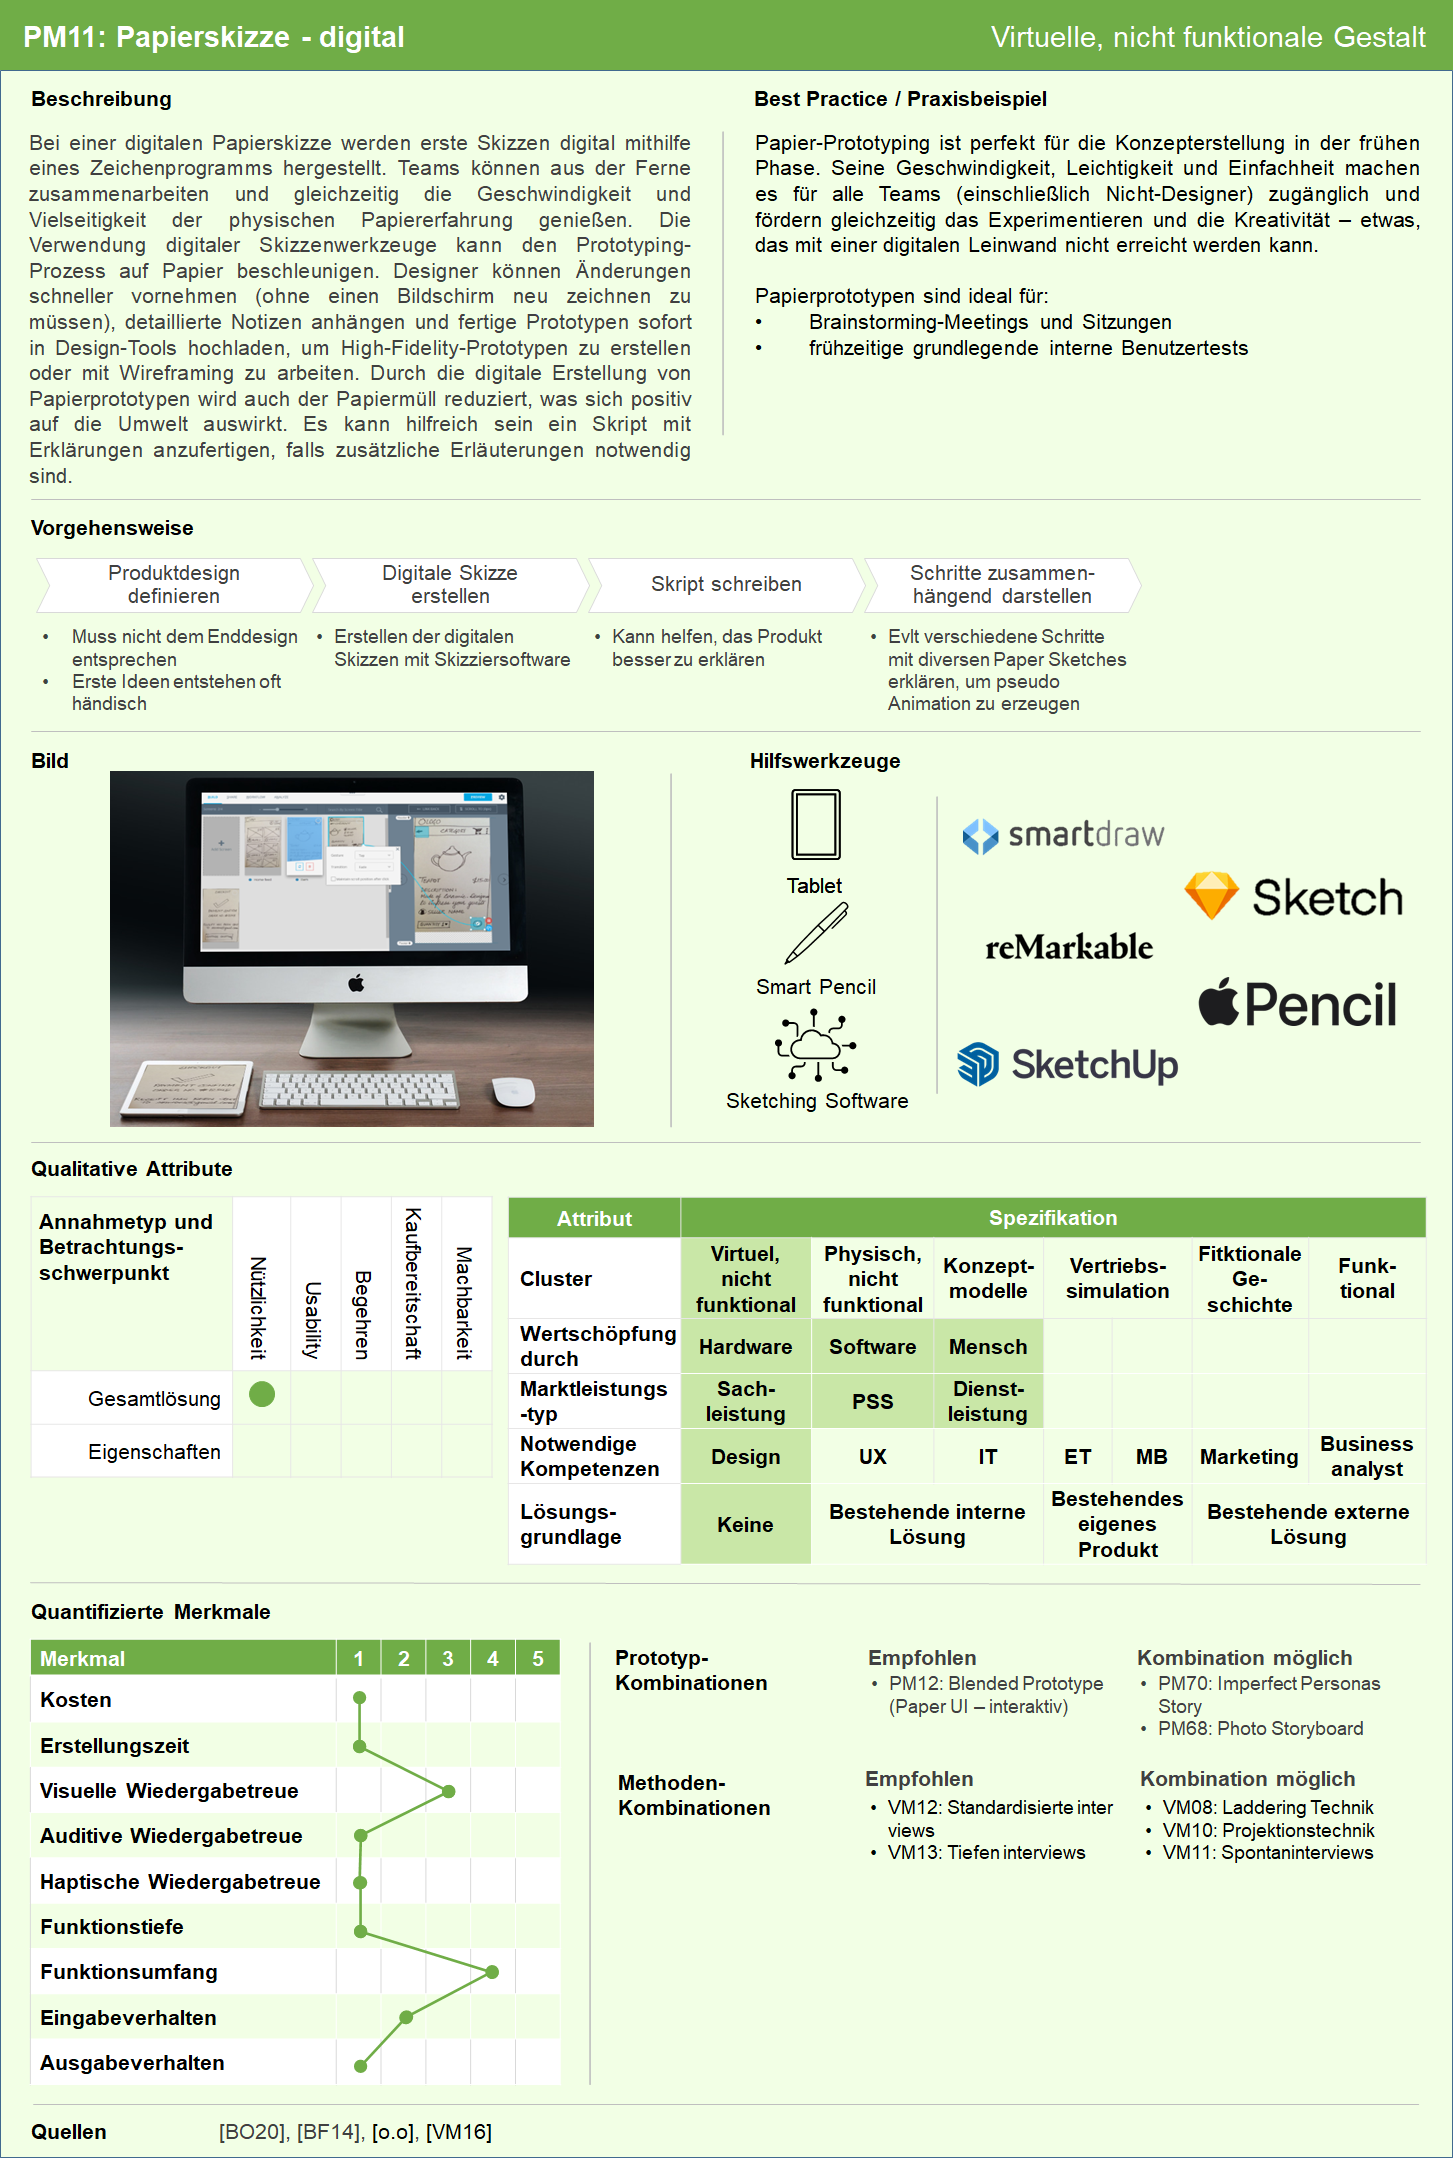 PM11: Papierskizze - digital
Virtuelle, nicht funktionale Gestalt
Beschreibung
Bei einer digitalen Papierskizze werden erste Skizzen digital mithilfe
eines Zeichenprogramms hergestellt. Teams können aus der Ferne
zusammenarbeiten und gleichzeitig die Geschwindigkeit und
Vielseitigkeit der physischen Papiererfahrung genießen. Die
Verwendung digitaler Skizzenwerkzeuge kann den Prototyping-
Prozess auf Papier beschleunigen. Designer können Änderungen
schneller vornehmen (ohne einen Bildschirm neu zeichnen zu
müssen), detaillierte Notizen anhängen und fertige Prototypen sofort
in Design-Tools hochladen, um High-Fidelity-Prototypen zu erstellen
oder mit Wireframing zu arbeiten. Durch die digitale Erstellung von
Papierprototypen wird auch der Papiermüll reduziert, was sich positiv
auf die Umwelt auswirkt. Es kann hilfreich sein ein Skript mit
Erklärungen anzufertigen, falls zusätzliche Erläuterungen notwendig
sind.
Best Practice / Praxisbeispiel
Papier-Prototyping ist perfekt für die Konzepterstellung in der frühen
Phase. Seine Geschwindigkeit, Leichtigkeit und Einfachheit machen
es für alle Teams (einschließlich Nicht-Designer) zugänglich und
fördern gleichzeitig das Experimentieren und die Kreativität – etwas,
das mit einer digitalen Leinwand nicht erreicht werden kann.
Papierprototypen sind ideal für:
• Brainstorming-Meetings und Sitzungen
• frühzeitige grundlegende interne Benutzertests
Vorgehensweise
Produktdesign
definieren
• Muss nicht dem Enddesign
entsprechen
• Erste Ideen entstehen oft
händisch
Digitale Skizze
erstellen
• Erstellen der digitalen
Skizzen mit Skizziersoftware
Skript schreiben
• Kann helfen, das Produkt
besser zu erklären
Schritte zusammen-
hängend darstellen
• Evlt verschiedene Schritte
mit diversen Paper Sketches
erklären, um pseudo
Animation zu erzeugen
Bild
LOGO
TEAPOT
Hilfswerkzeuge
Tablet
Smart Pencil
Sketching Software
smartdraw
Sketch
reMarkable
Pencil
SketchUp
Qualitative Attribute
Annahmetyp und
Betrachtungs-
schwerpunkt
Nützlichkeit
Usability
Begehren
Kaufbereitschaft
Machbarkeit
Gesamtlösung
Eigenschaften
Attribut Spezifikation
Cluster
Virtuel,
nicht
funktional
Physisch,
nicht
funktional
Konzept-
modelle
Vertriebs-
simulation
Fitktionale
Ge-
schichte
Funk-
tional
Wertschöpfung
durch
Hardware Software Mensch
Marktleistungs
-typ
Sach-
leistung
PSS
Dienst-
leistung
Notwendige
Kompetenzen
Design UX IT ET MB Marketing
Business
analyst
Lösungs-
grundlage
Keine
Bestehende interne
Lösung
Bestehendes
eigenes
Produkt
Bestehende externe
Lösung
Quantifizierte Merkmale
Merkmal 1 2 3 4 5
Kosten
Erstellungszeit
Visuelle Wiedergabetreue
Auditive Wiedergabetreue
Haptische Wiedergabetreue
Funktionstiefe
Funktionsumfang
Eingabeverhalten
Ausgabeverhalten
Prototyp-
Kombinationen
Empfohlen
• PM12: Blended Prototype
(Paper UI – interaktiv)
Kombination möglich
• PM70: Imperfect Personas
Story
• PM68: Photo Storyboard
Methoden-
Kombinationen
Empfohlen
• VM12: Standardisierte inter
views
• VM13: Tiefen interviews
Kombination möglich
• VM08: Laddering Technik
• VM10: Projektionstechnik
• VM11: Spontaninterviews
Quellen [BO20], [BF14], [o.o], [VM16]